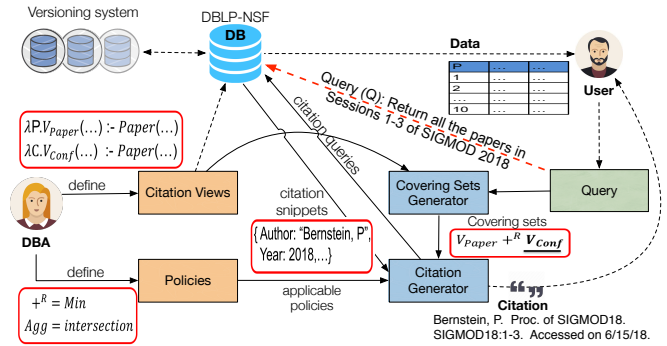 Versioning system
DBLP-NSF
DB
Data
P ... ...
1 ... ...
2 ... ...
... ... ...
10 ... ...
User
Query (Q): Return all the papers in
Sessions 1-3 of SIGMOD 2018
citation queries
λP.V_Paper(…) :- Paper(…)
λC.V_Conf(…) :- Paper(…)
define
Citation Views
Covering Sets
Generator
Query
DBA
citation
snippets
Covering sets
V_Paper +^R V_Conf
{ Author: “Bernstein, P”,
Year: 2018,…}
define
Policies
applicable
policies
Citation
Generator
+^R = Min
Agg = intersection
Citation
Bernstein, P. Proc. of SIGMOD18.
SIGMOD18:1-3. Accessed on 6/15/18.